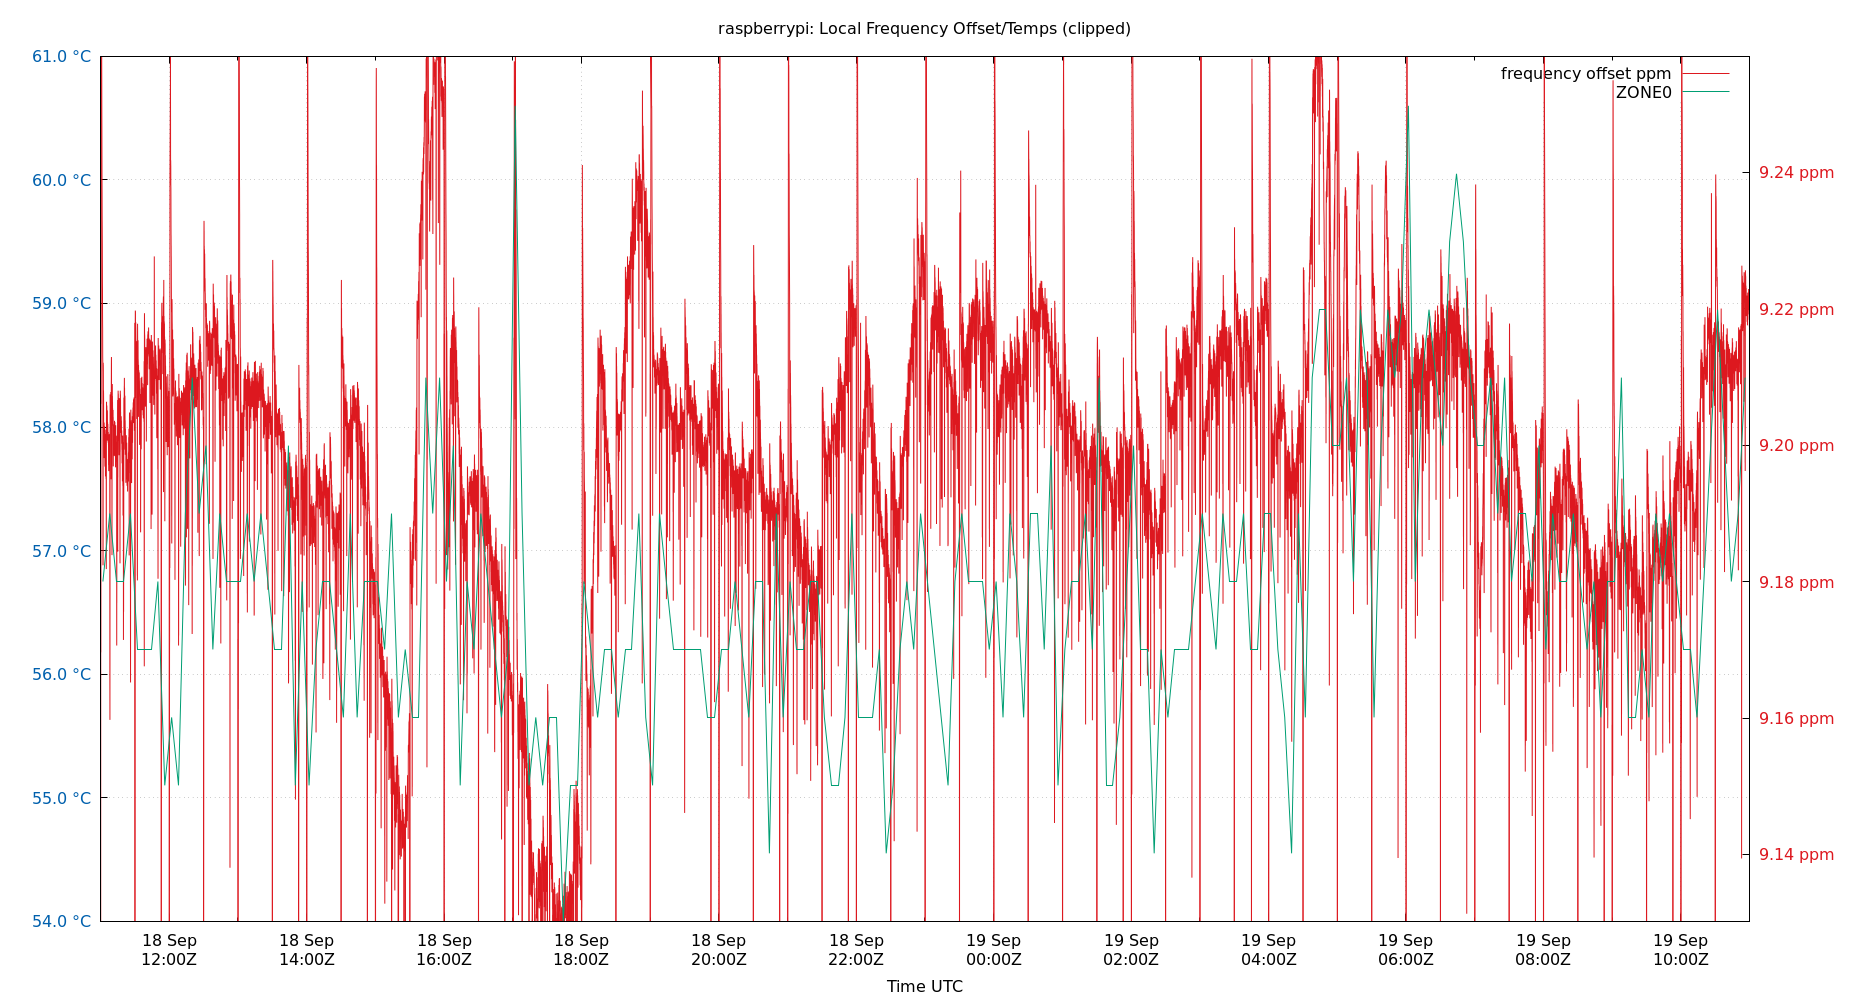 raspberrypi: Local Frequency Offset/Temps (clipped)
61.0 °C
60.0 °C
59.0 °C
58.0 °C
57.0 °C
56.0 °C
55.0 °C
54.0 °C
frequency offset ppm
ZONE0
9.24 ppm
9.22 ppm
9.20 ppm
9.18 ppm
9.16 ppm
9.14 ppm
18 Sep 18 Sep 18 Sep 18 Sep 18 Sep 18 Sep 19 Sep 19 Sep 19 Sep 19 Sep 19 Sep 19 Sep
12:00Z 14:00Z 16:00Z 18:00Z 20:00Z 22:00Z 00:00Z 02:00Z 04:00Z 06:00Z 08:00Z 10:00Z
Time UTC